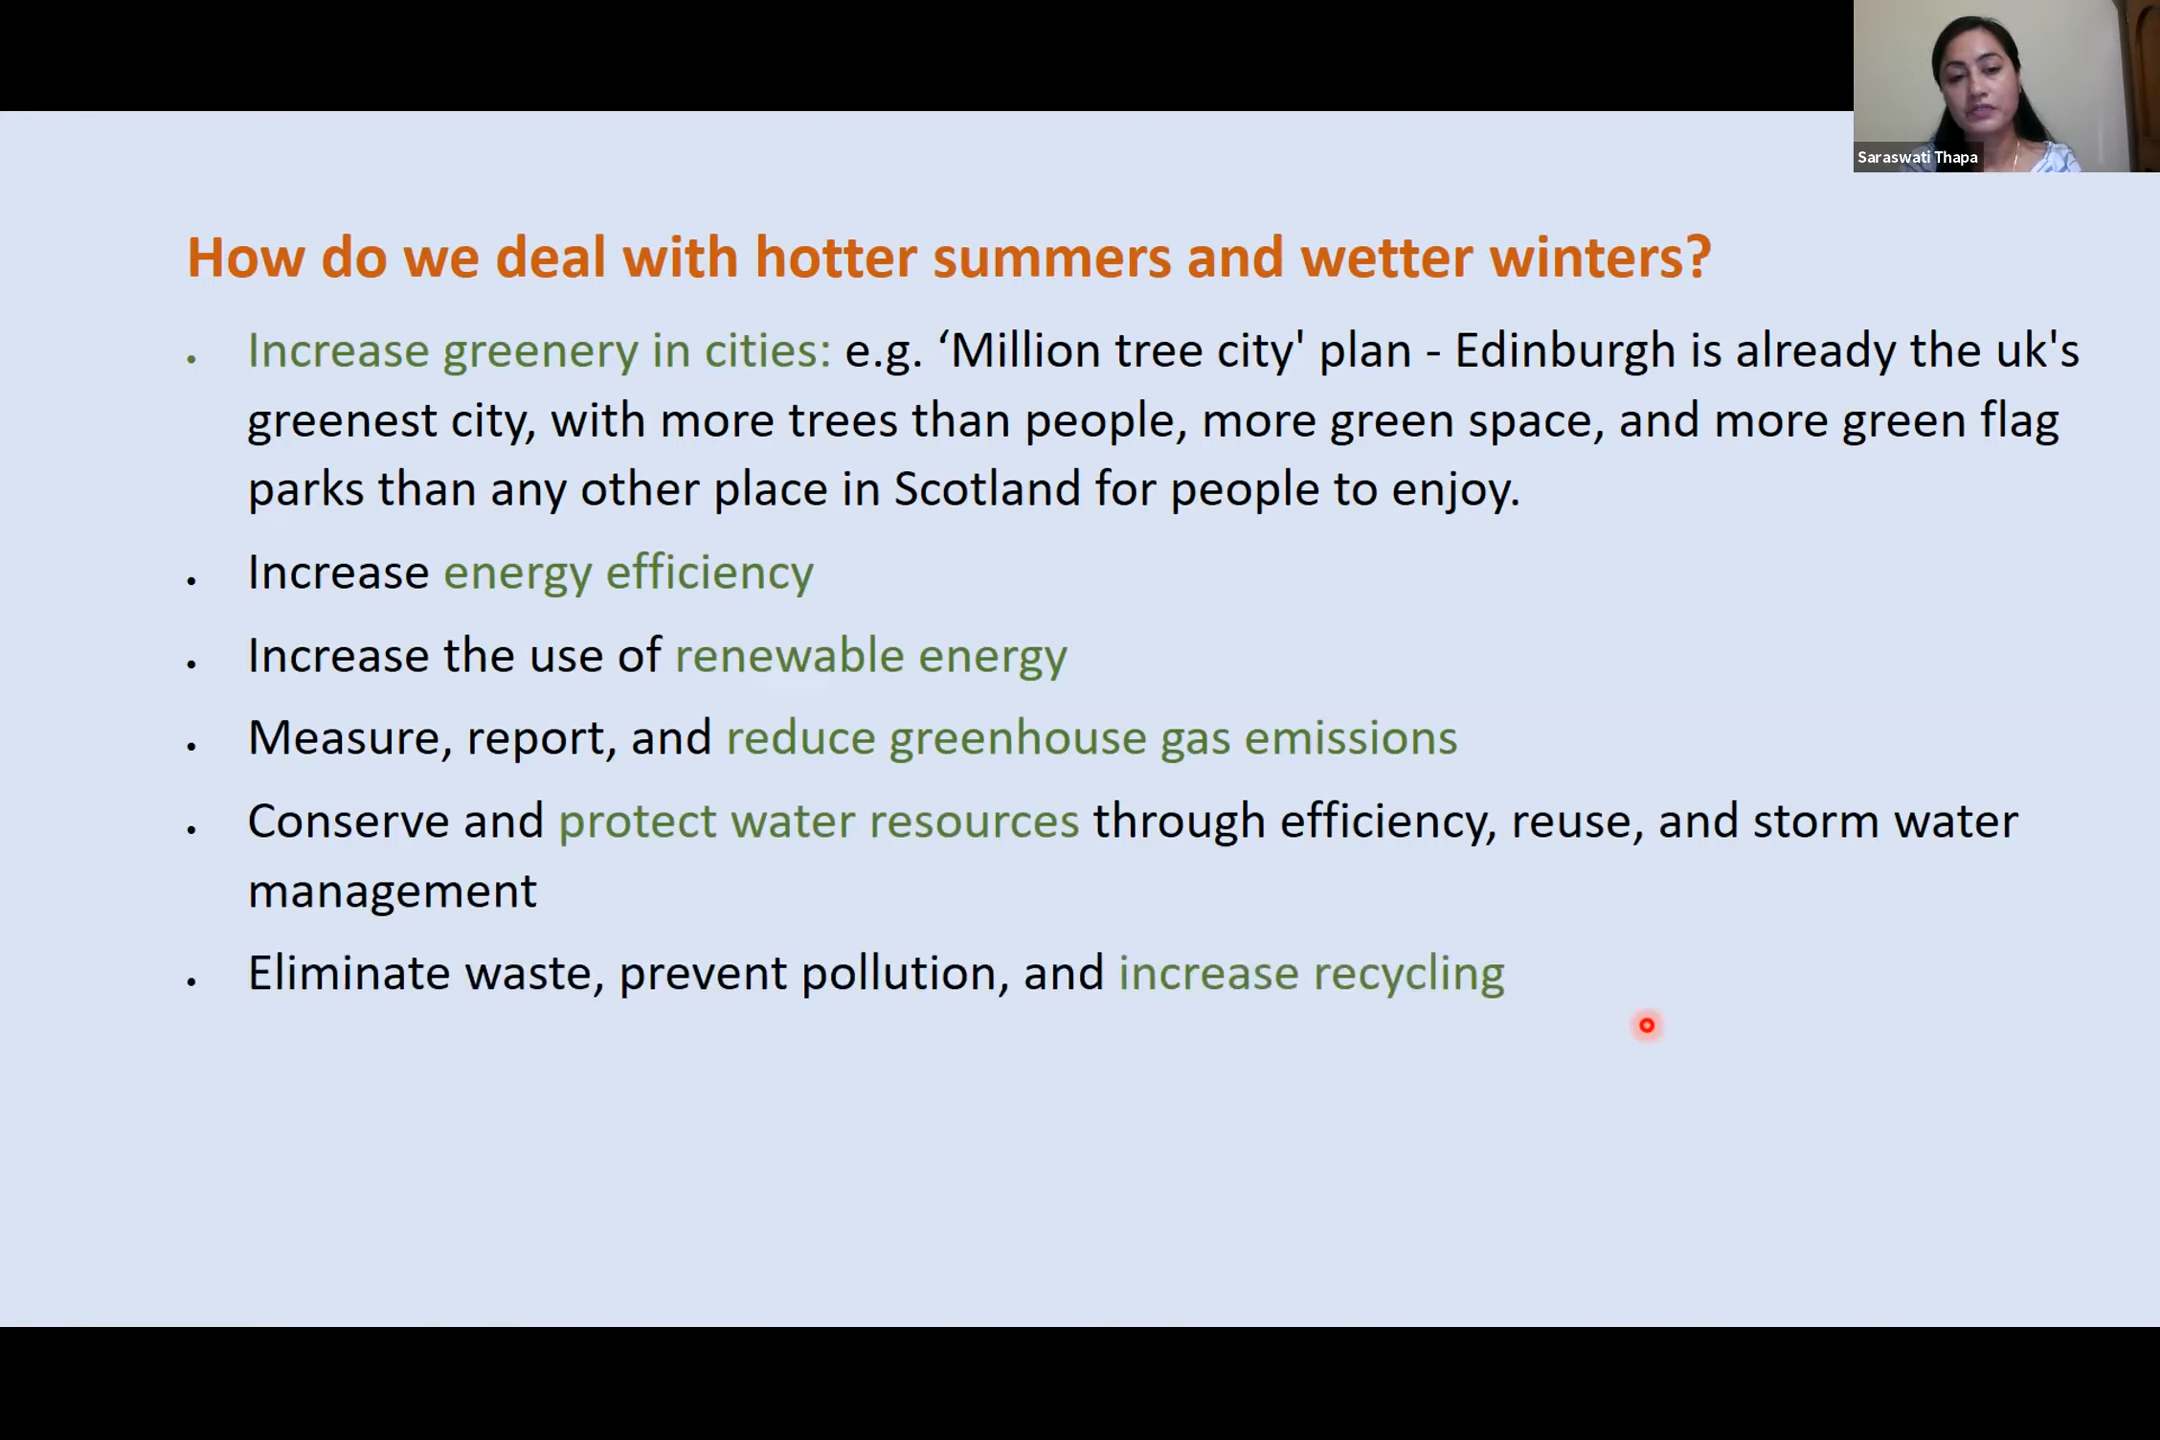 Saraswati Thapa
How do we deal with hotter summers and wetter winters?
• Increase greenery in cities: e.g. ‘Million tree city' plan - Edinburgh is already the uk's
greenest city, with more trees than people, more green space, and more green flag
parks than any other place in Scotland for people to enjoy.
• Increase energy efficiency
• Increase the use of renewable energy
• Measure, report, and reduce greenhouse gas emissions
• Conserve and protect water resources through efficiency, reuse, and storm water
management
• Eliminate waste, prevent pollution, and increase recycling